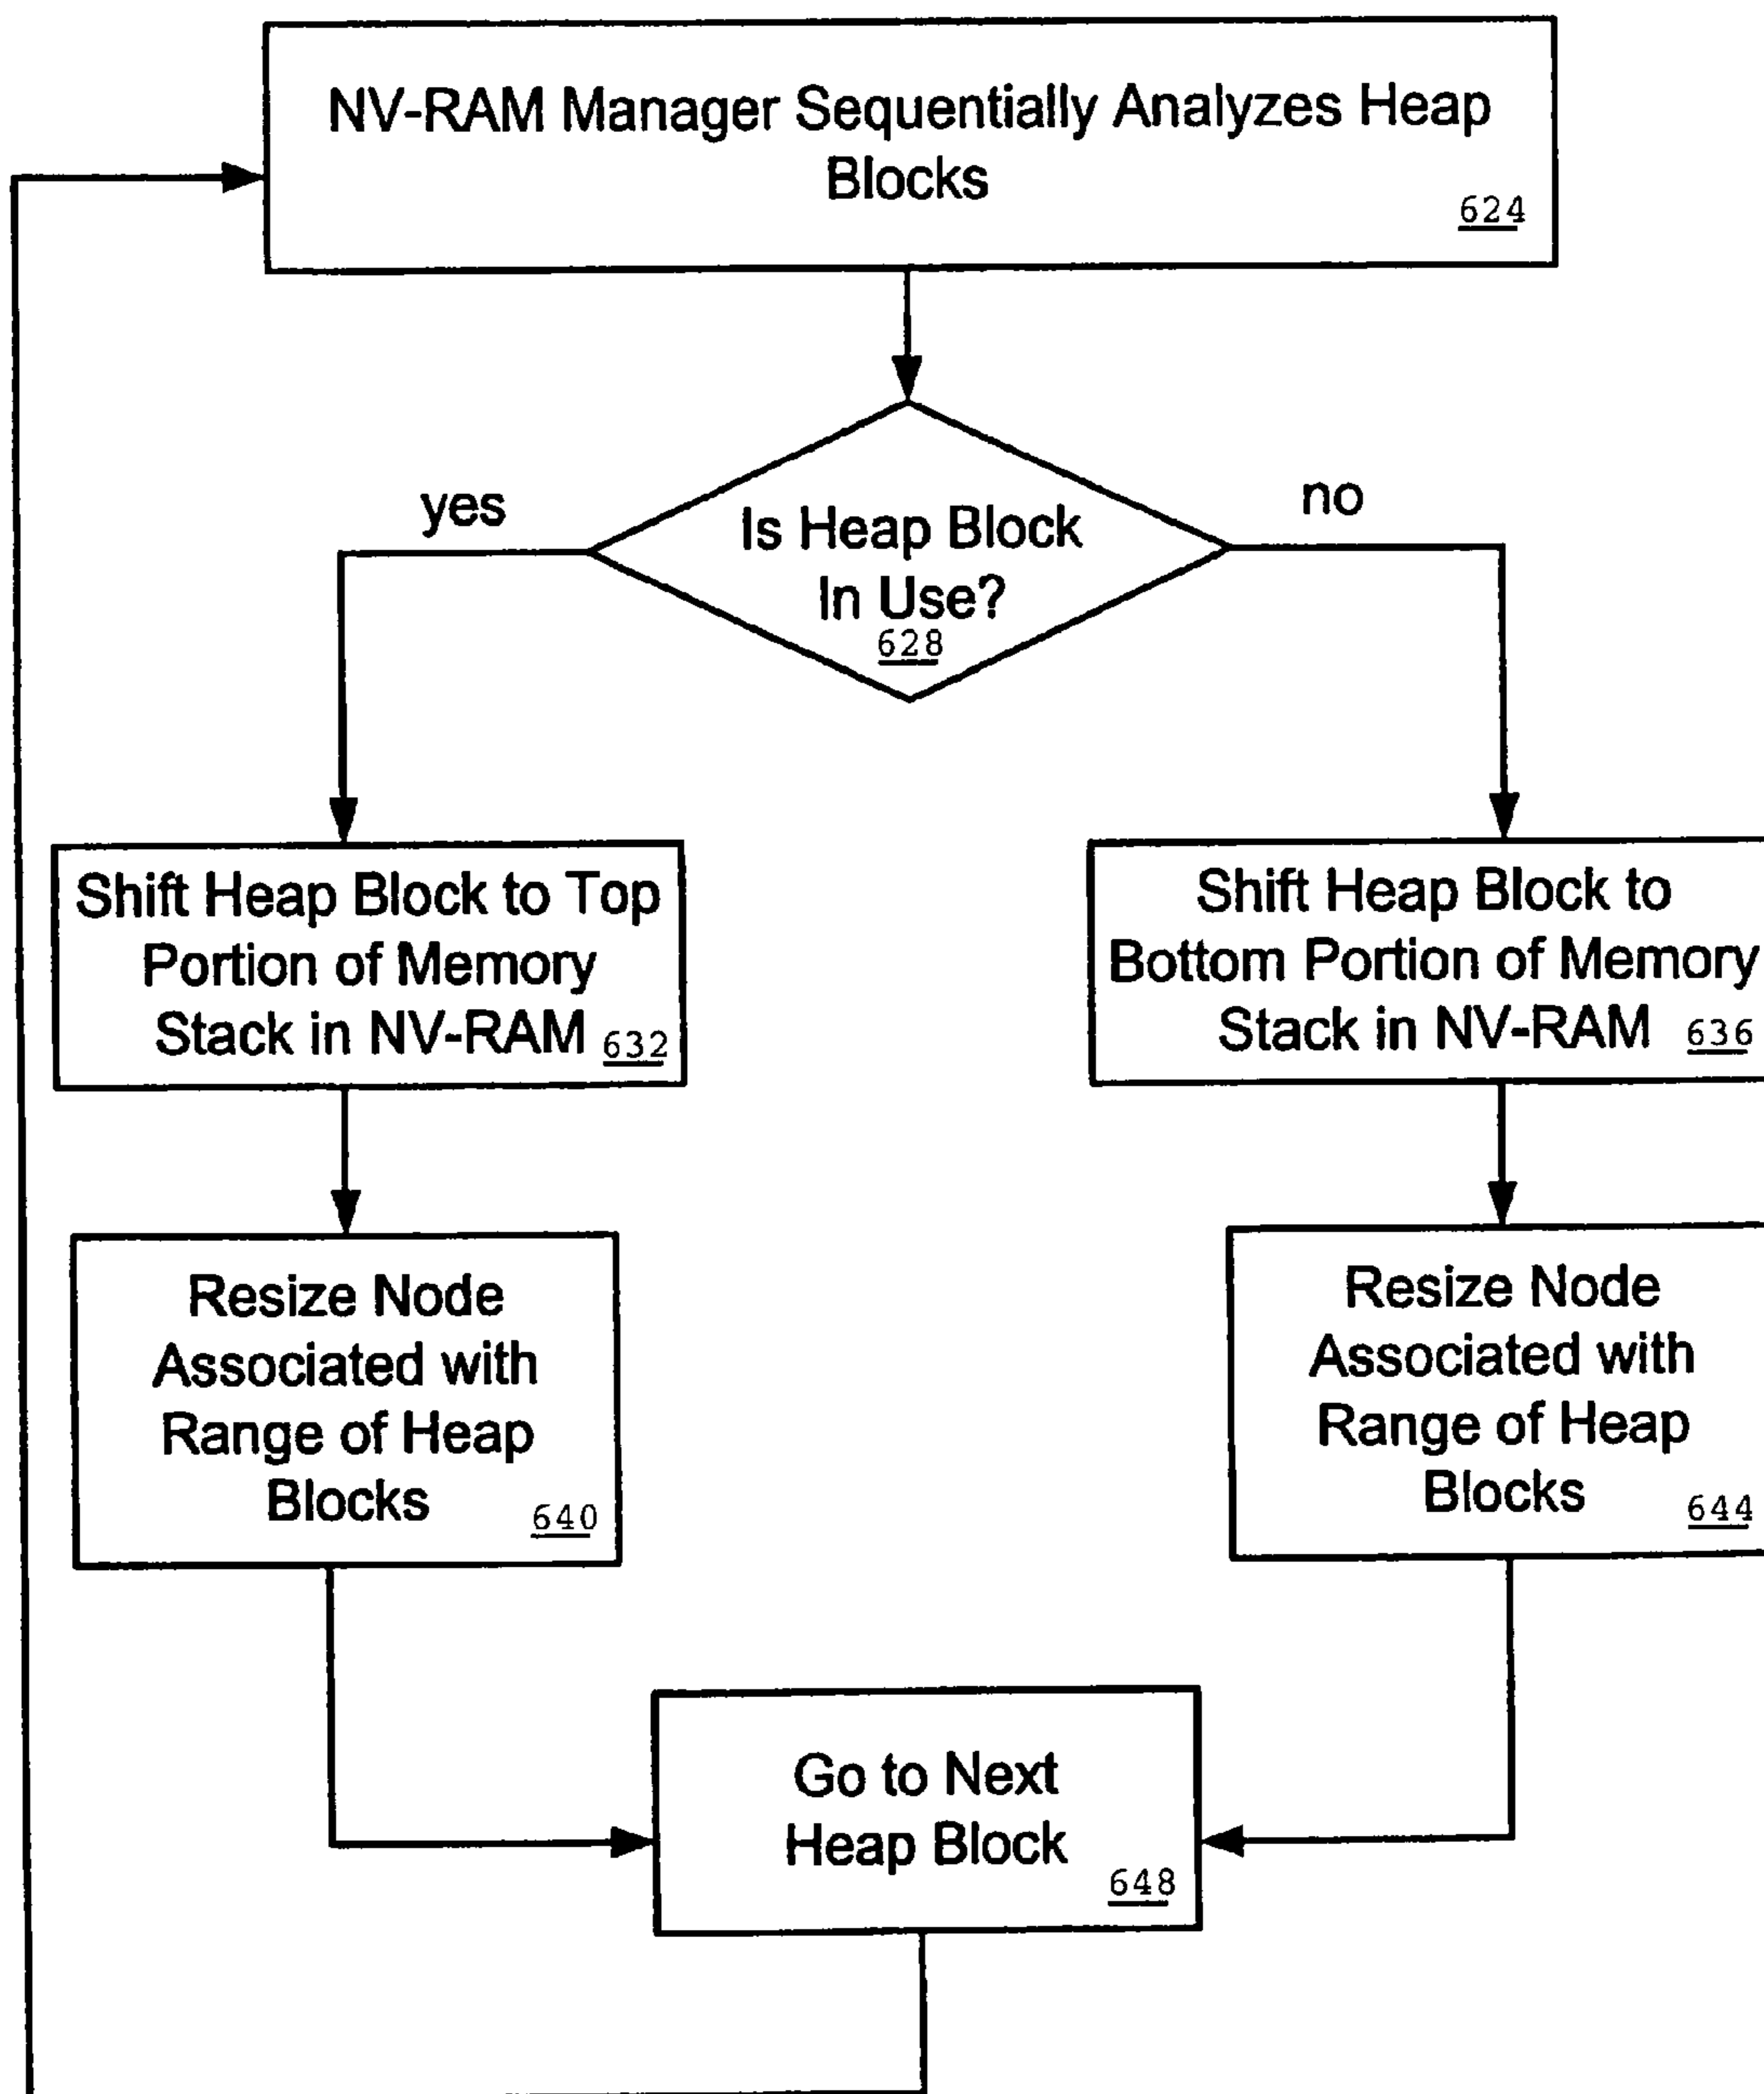 NV-RAM Manager Sequentially Analyzes Heap
Blocks
624
yes
no
Is Heap Block
In Use?
628
Shift Heap Block to Top
Portion of Memory
Stack in NV-RAM 632
Shift Heap Block to
Bottom Portion of Memory
Stack in NV-RAM 636
Resize Node
Associated with
Range of Heap
Blocks
640
Resize Node
Associated with
Range of Heap
Blocks
644
Go to Next
Heap Block
648